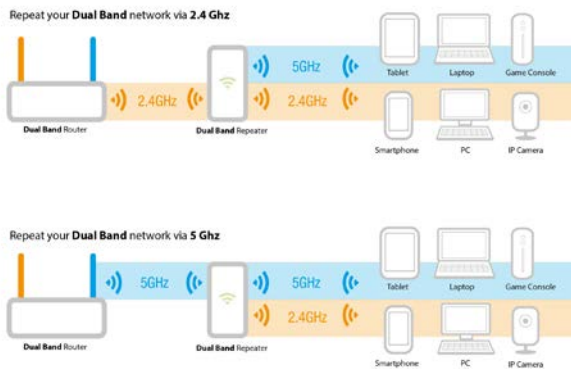 Repeat your Dual Band network via 2.4 Ghz
5GHz
Tablet Laptop Game Console
2.4GHz 2.4GHz
Dual Band Router Dual Band Repeater
Smartphone PC IP Camera
Repeat your Dual Band network via 5 Ghz
5GHz 5GHz
Tablet Laptop Game Console
2.4GHz
Dual Band Router Dual Band Repeater
Smartphone PC IP Camera